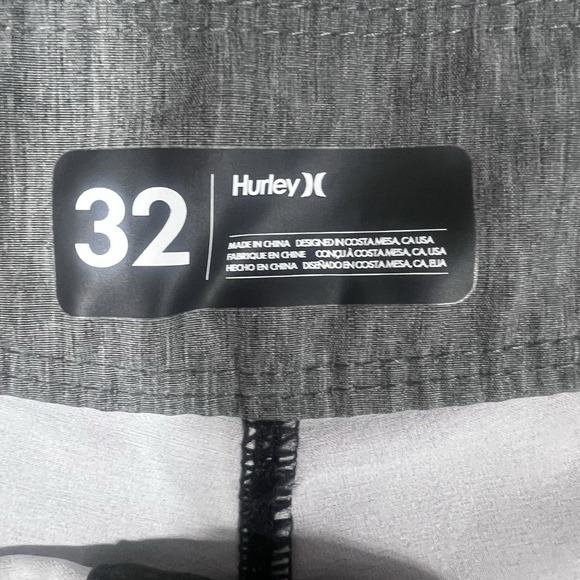 32
Hurley
MADE IN CHINA DESIGNED IN COSTA MESA, CA USA
FABRIQUE EN CHINE CONÇU À COSTA MESA, CA, USA
HECHO EN CHINA DISEÑADO EN COSTA MESA, CA, EUA